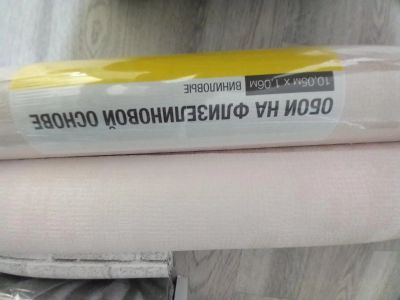 ОБОИ НА ФЛИЗЕЛИНОВОЙ ОСНОВЕ
ВИНИЛОВЫЕ
10,05М X 1,06М